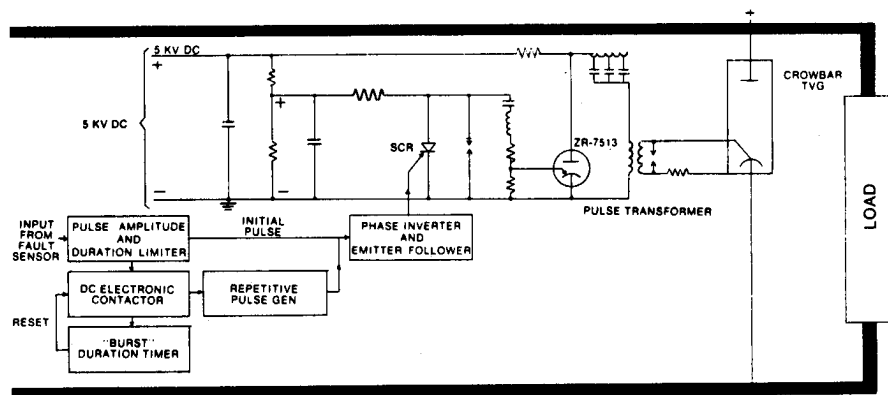 5 KV DC
+
+
5 KV DC
+
CROWBAR
TVG
ZR-7513
SCR
−
−
PULSE TRANSFORMER
LOAD
INPUT
FROM
FAULT
SENSOR
PULSE AMPLITUDE
AND
DURATION LIMITER
INITIAL
PULSE
PHASE INVERTER
AND
EMITTER FOLLOWER
DC ELECTRONIC
CONTACTOR
REPETITIVE
PULSE GEN
RESET
"BURST"
DURATION TIMER